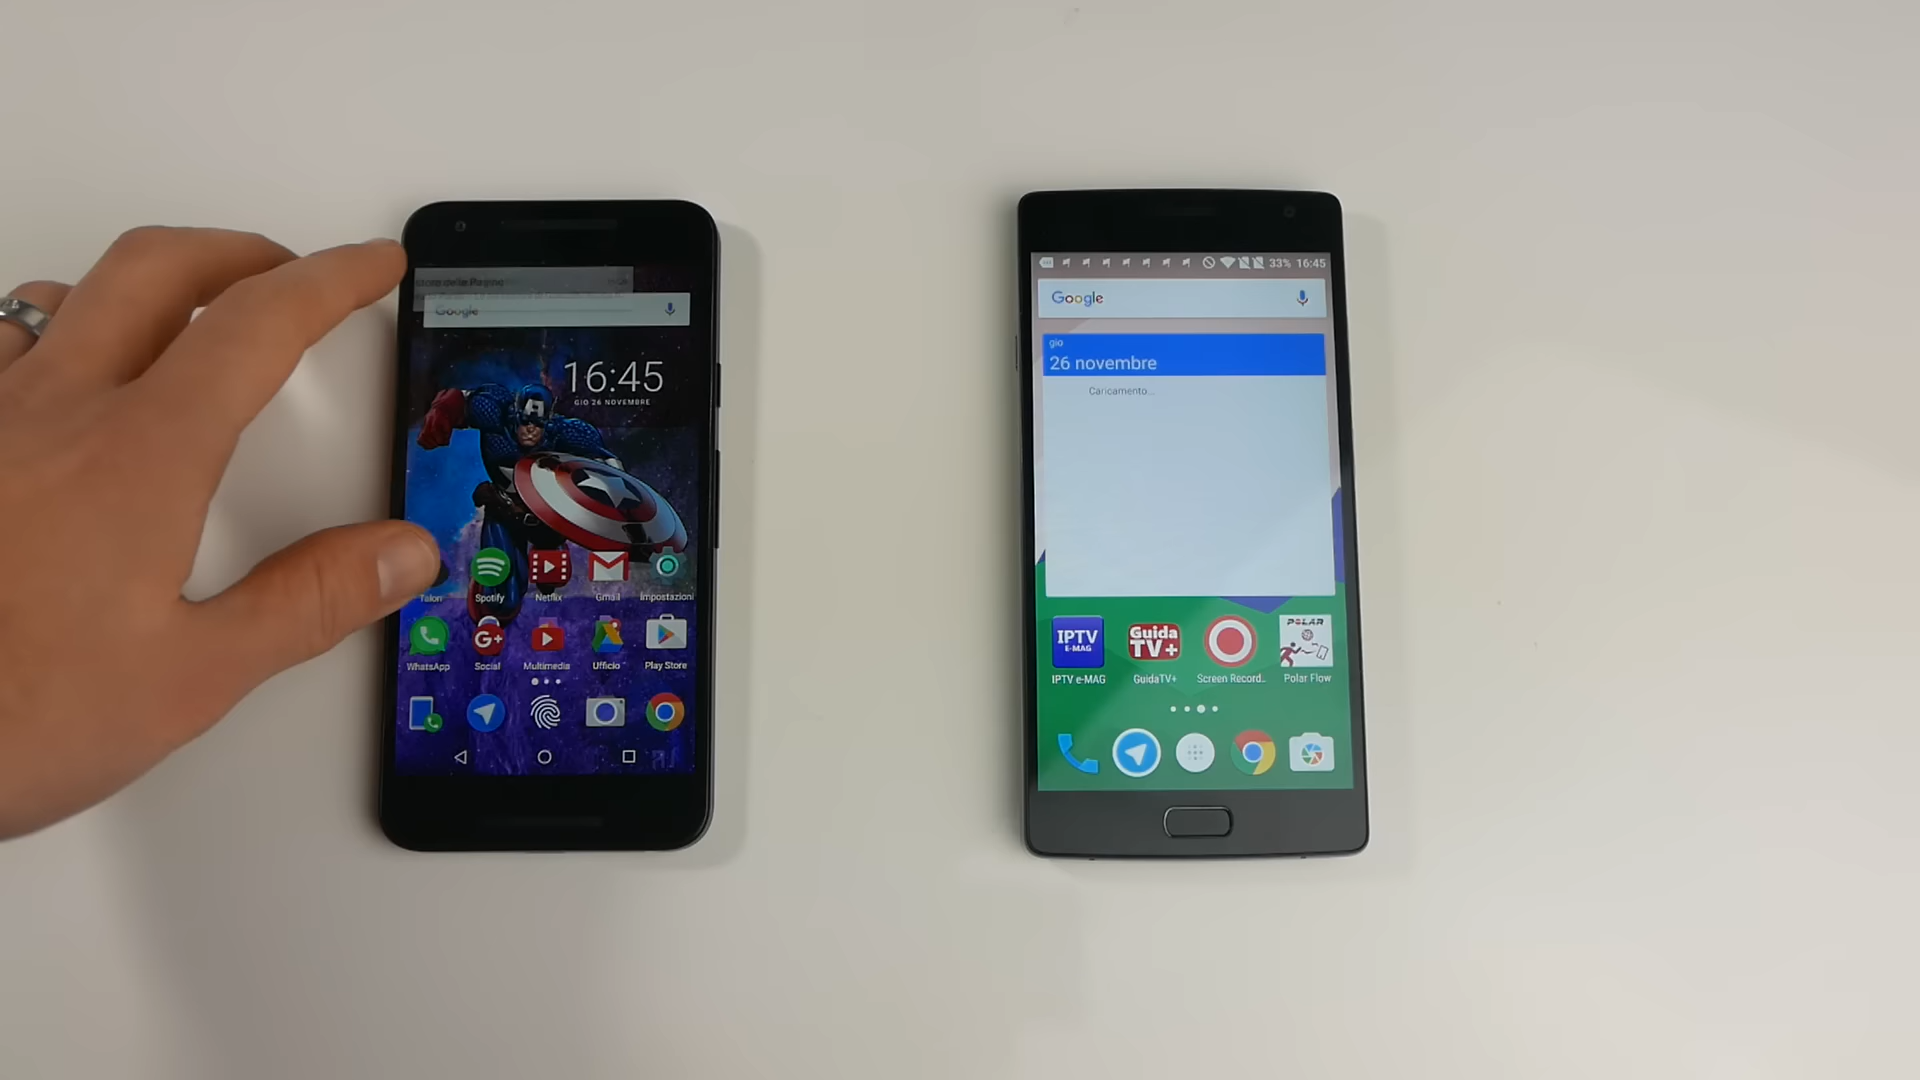 Google
16:45
GIO 26 NOVEMBRE
Talon
Spotify
Netflix
Gmail
Impostazioni
WhatsApp
Social
Multimedia
Ufficio
Play Store
33% 16:45
Google
gio
26 novembre
Caricamento...
IPTV
E-MAG
Guida
TV+
POLAR
IPTV e-MAG
GuidaTV+
Screen Record..
Polar Flow